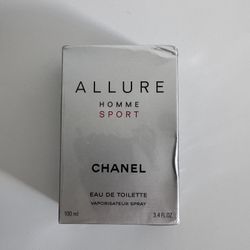 ALLURE
HOMME
SPORT
CHANEL
EAU DE TOILETTE
VAPORISATEUR SPRAY
100 ml 3.4 FL.OZ.